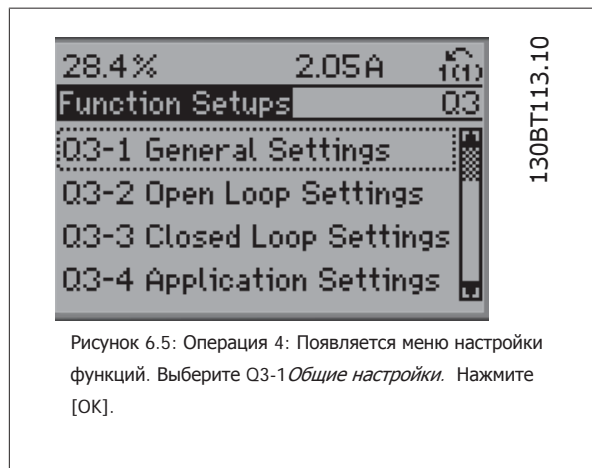 28.4%  2.05A  1(1)
Function Setups  Q3
Q3-1 General Settings
Q3-2 Open Loop Settings
Q3-3 Closed Loop Settings
Q3-4 Application Settings
130BT113.10
Рисунок 6.5: Операция 4: Появляется меню настройки
функций. Выберите Q3-1Общие настройки. Нажмите
[OK].